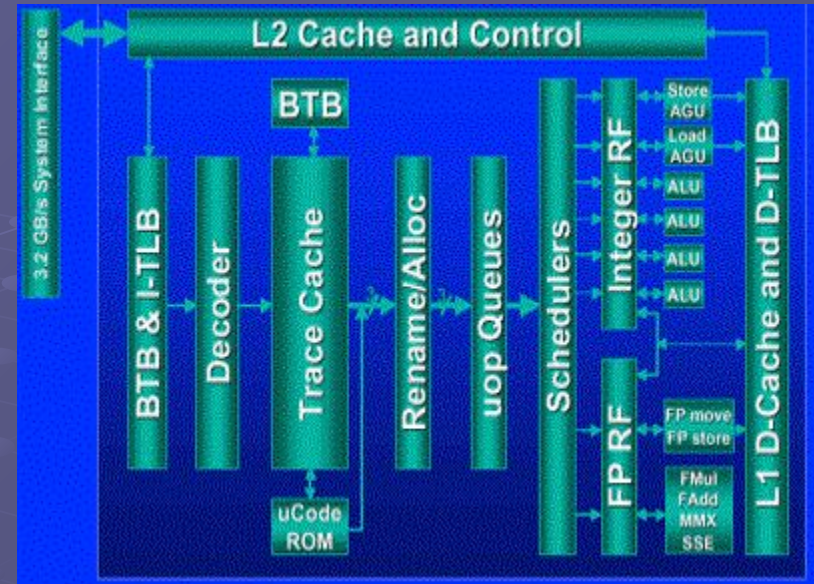 3.2 GB/s System Interface
L2 Cache and Control
BTB & I-TLB
Decoder
BTB
Trace Cache
uCode
ROM
3
Rename/Alloc
3
uop Queues
Schedulers
Integer RF
FP RF
Store
AGU
Load
AGU
ALU
ALU
ALU
ALU
FP move
FP store
FMul
FAdd
MMX
SSE
L1 D-Cache and D-TLB